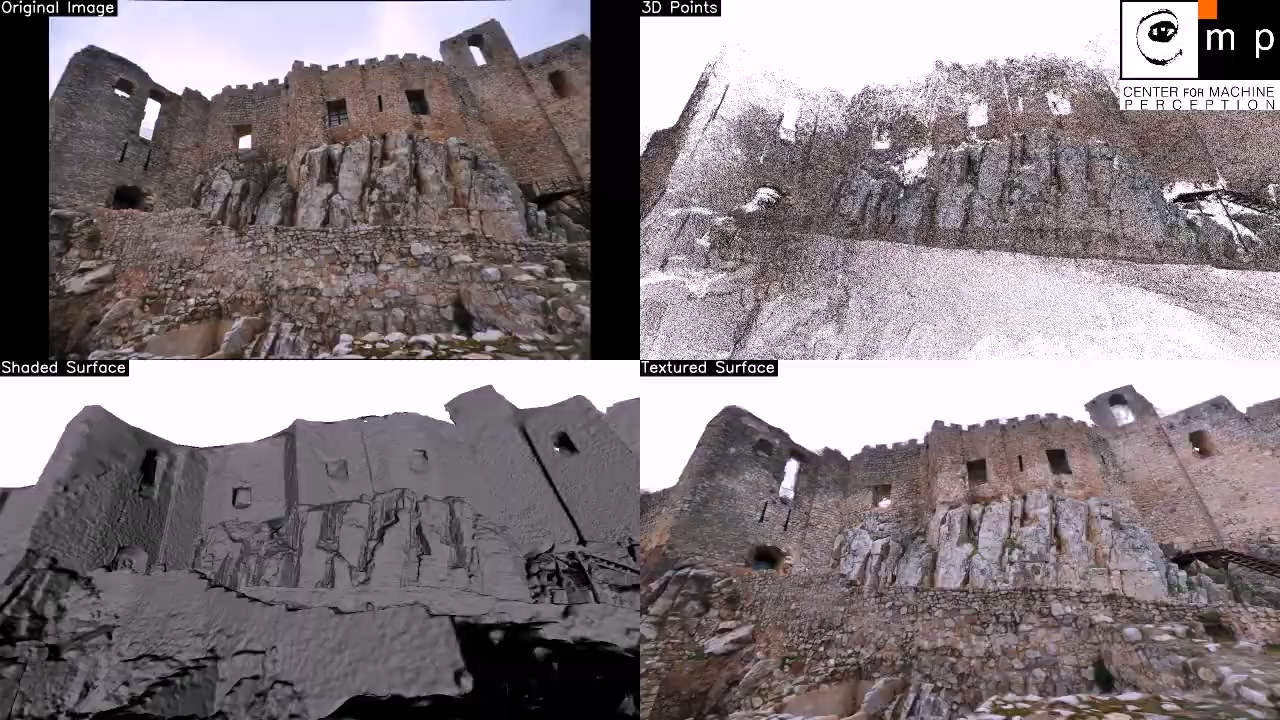 Original Image
3D Points
m p
CENTER FOR MACHINE
PERCEPTION
Shaded Surface
Textured Surface